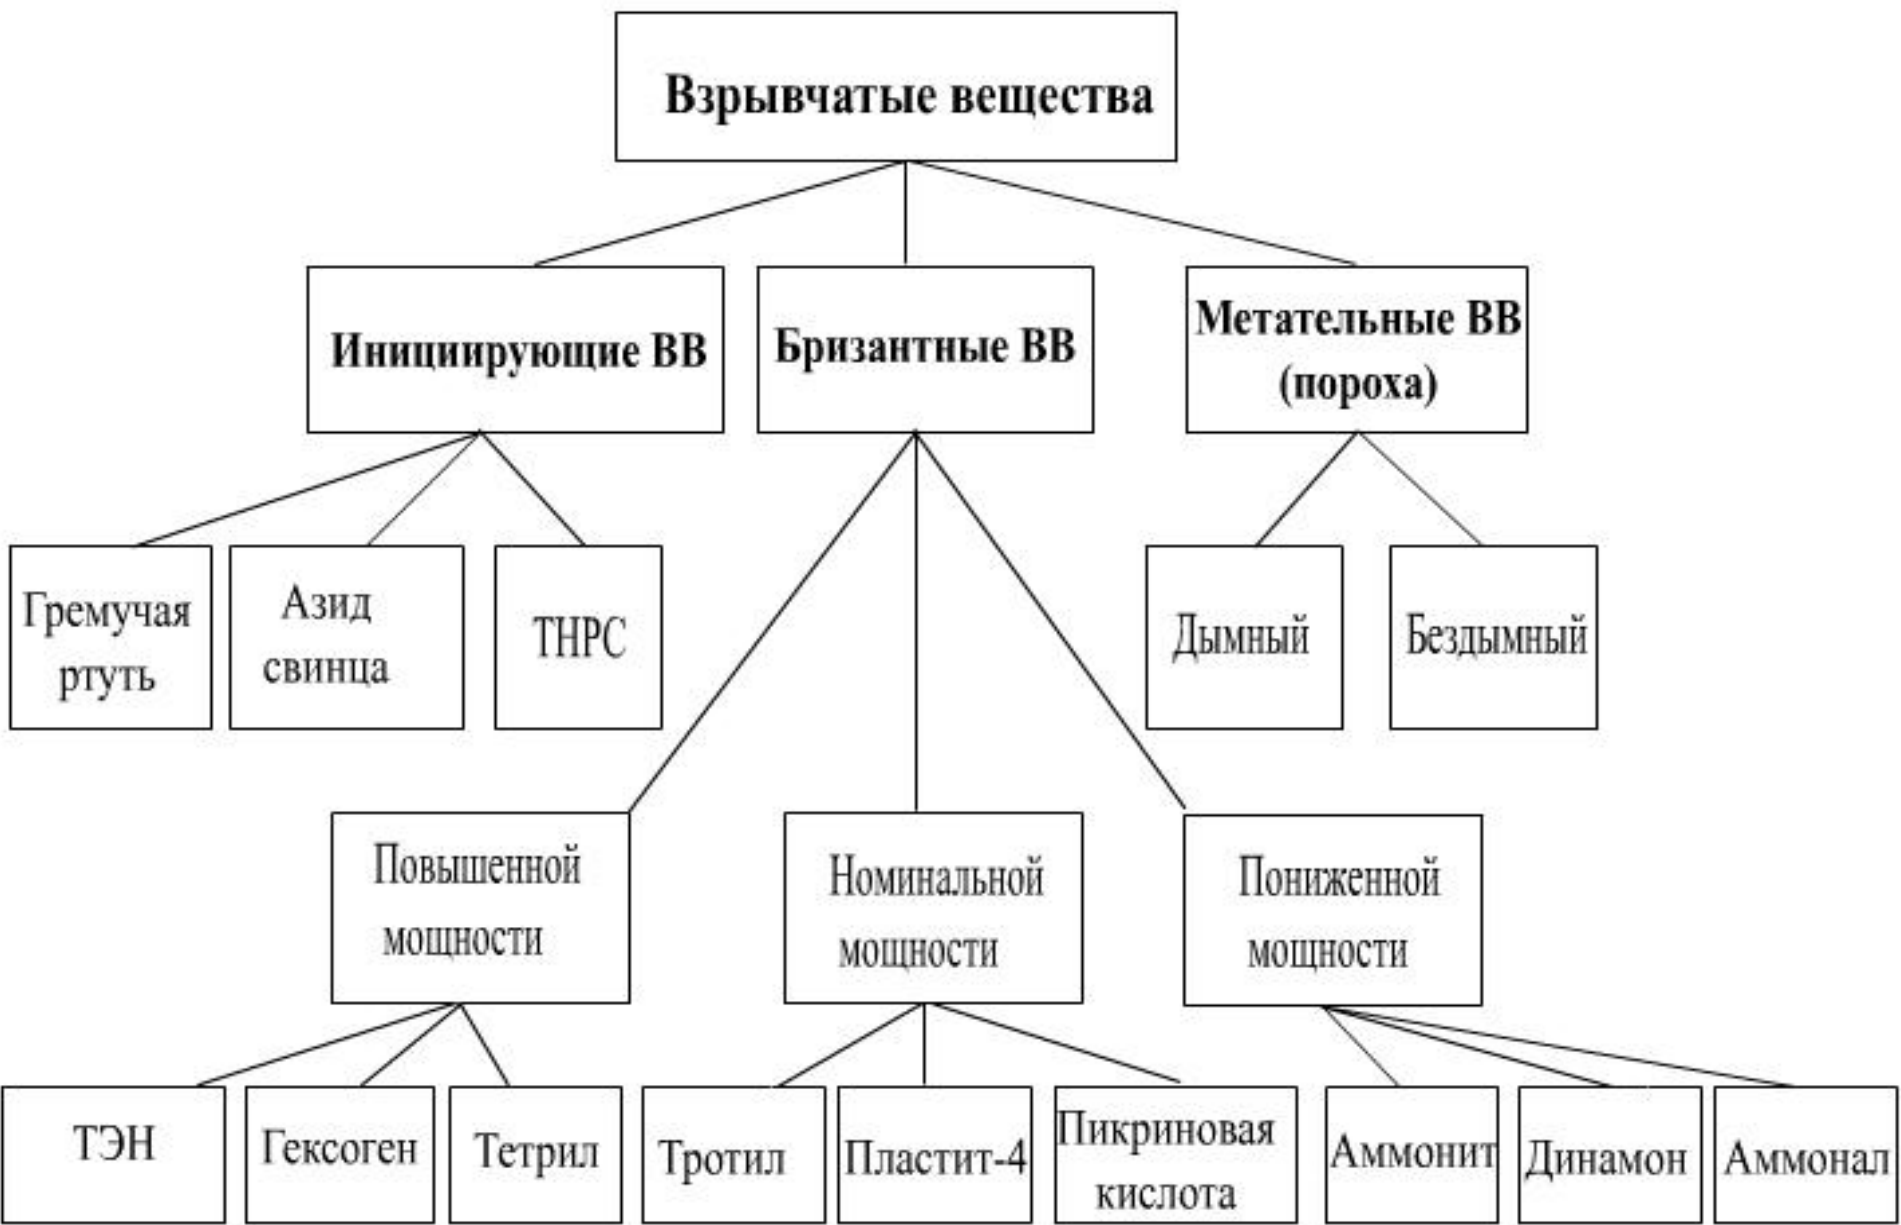 Взрывчатые вещества
Инициирующие ВВ
Бризантные ВВ
Метательные ВВ
(пороха)
Гремучая
ртуть
Азид
свинца
ТНРС
Дымный
Бездымный
Повышенной
мощности
Номинальной
мощности
Пониженной
мощности
ТЭН
Гексоген
Тетрил
Тротил
Пластит-4
Пикриновая
кислота
Аммонит
Динамон
Аммонал